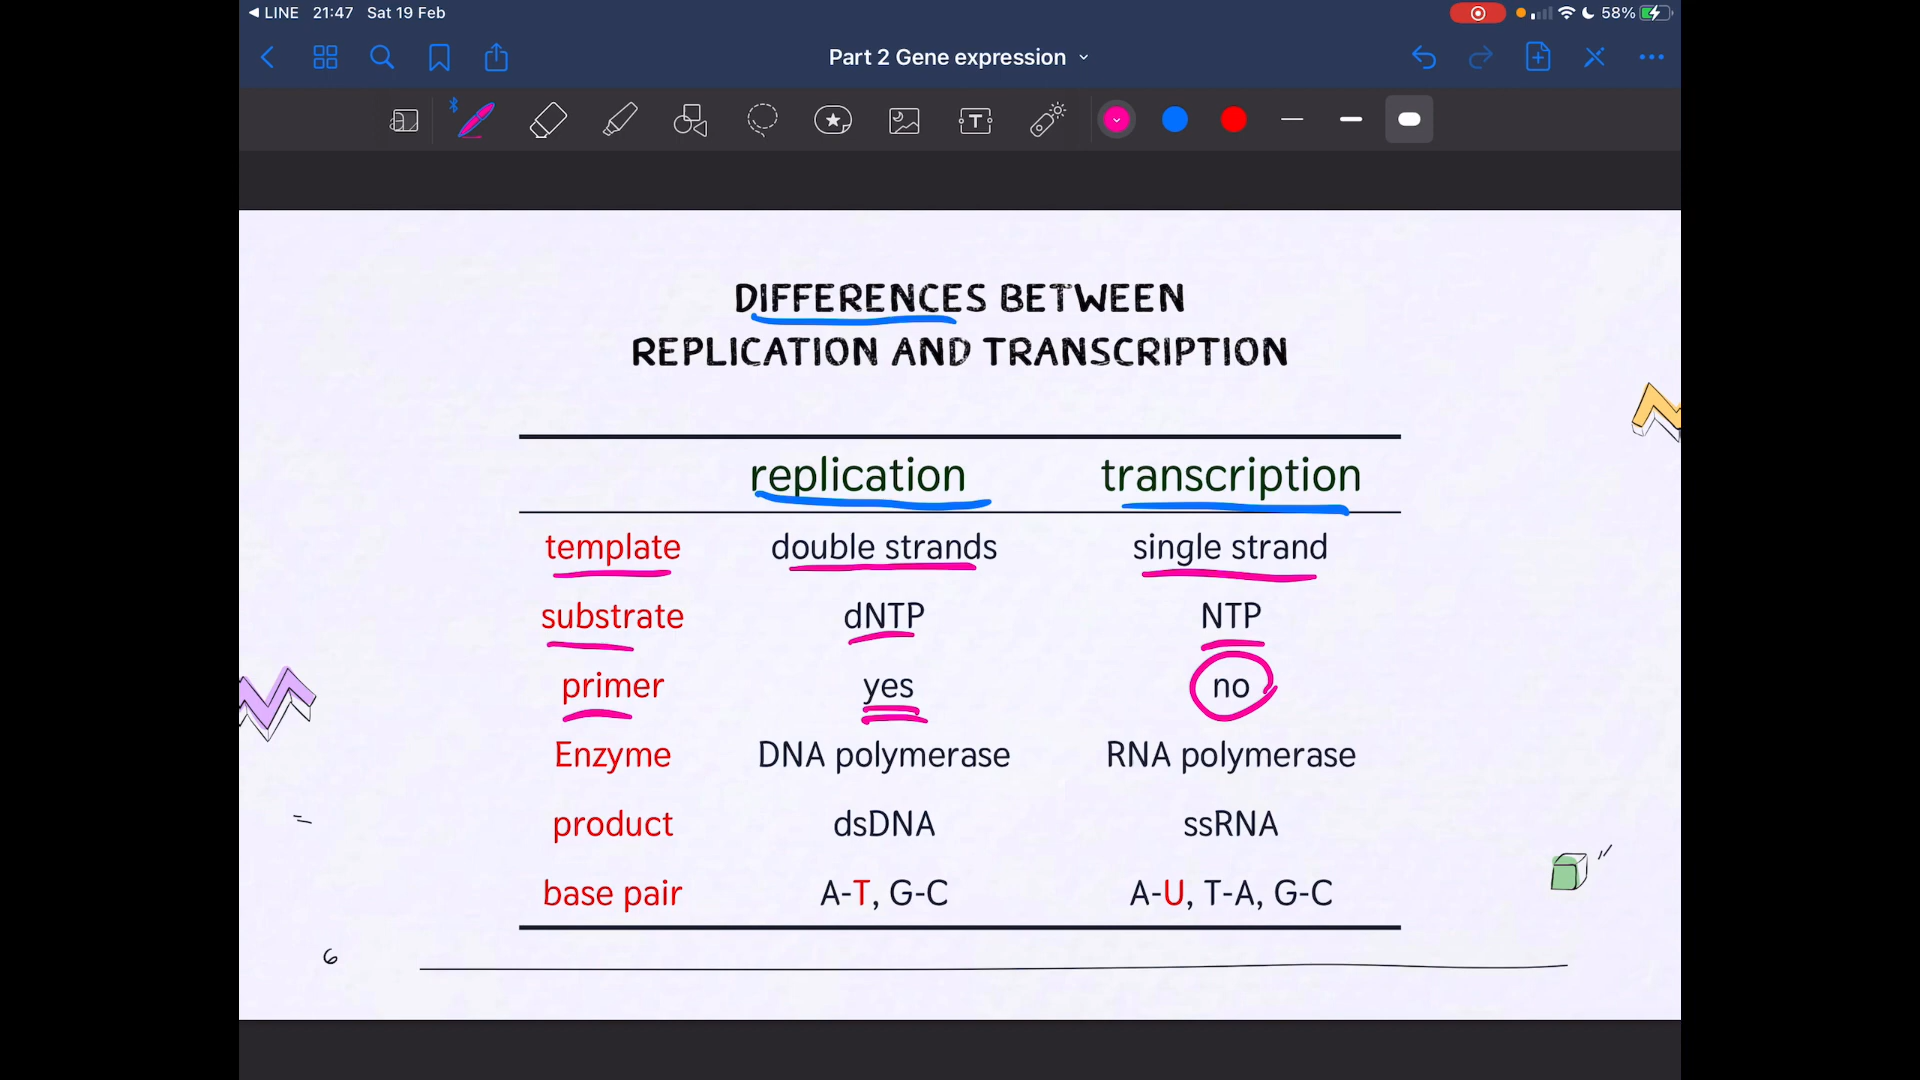 LINE 21:47 Sat 19 Feb 58%
Part 2 Gene expression
T
DIFFERENCES BETWEEN
REPLICATION AND TRANSCRIPTION
replication transcription
template double strands single strand
substrate dNTP NTP
primer yes no
Enzyme DNA polymerase RNA polymerase
product dsDNA ssRNA
base pair A-T, G-C A-U, T-A, G-C
6